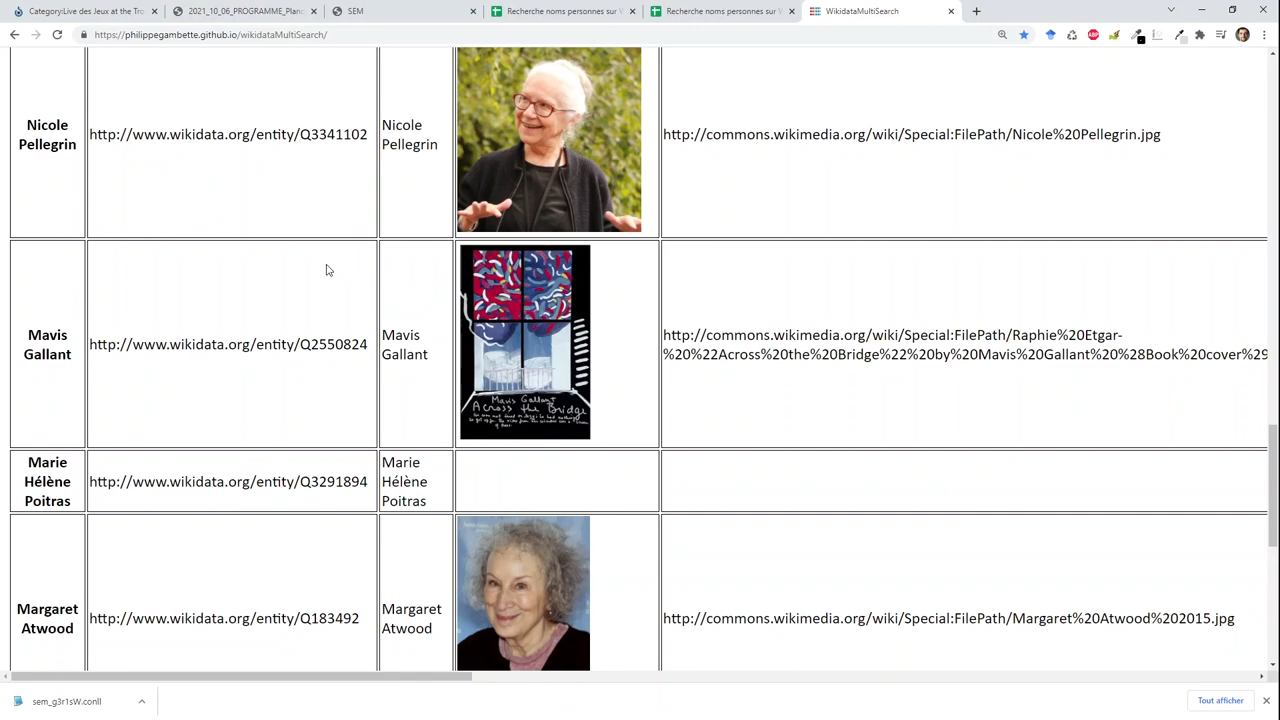 Category:Live des Jeux at the Tro
2021_10_06_PROGRAMME_Planc
SEM
Recherche noms personnes sur W
Recherche noms personnes sur W
WikidataMultiSearch
https://philippegambette.github.io/wikidataMultiSearch/
Nicole
Pellegrin
http://www.wikidata.org/entity/Q3341102
Nicole
Pellegrin
http://commons.wikimedia.org/wiki/Special:FilePath/Nicole%20Pellegrin.jpg
Mavis
Gallant
http://www.wikidata.org/entity/Q2550824
Mavis
Gallant
Mavis Gallant
Across the Bridge
http://commons.wikimedia.org/wiki/Special:FilePath/Raphie%20Etgar-
%20%22Across%20the%20Bridge%22%20by%20Mavis%20Gallant%20%28Book%20cover%29
Marie
Hélène
Poitras
http://www.wikidata.org/entity/Q3291894
Marie
Hélène
Poitras
Margaret
Atwood
http://www.wikidata.org/entity/Q183492
Margaret
Atwood
http://commons.wikimedia.org/wiki/Special:FilePath/Margaret%20Atwood%202015.jpg
sem_g3r1sW.conll
Tout afficher